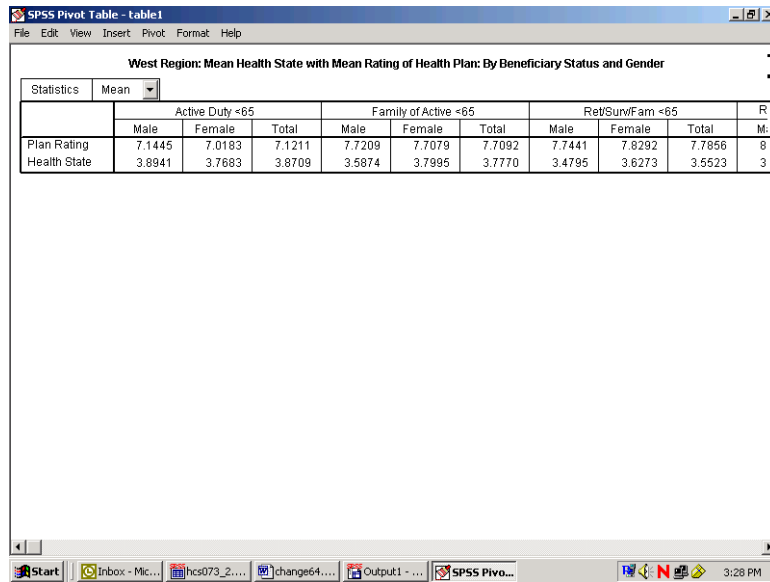 SPSS Pivot Table - table1
File Edit View Insert Pivot Format Help
West Region: Mean Health State with Mean Rating of Health Plan: By Beneficiary Status and Gender
Statistics Mean
Active Duty <65 Family of Active <65 Ret/Surv/Fam <65 R
Male Female Total Male Female Total Male Female Total M
Plan Rating 7.1445 7.0183 7.1211 7.7209 7.7079 7.7092 7.7441 7.8292 7.7856 8
Health State 3.8941 3.7683 3.8709 3.5874 3.7995 3.7770 3.4795 3.6273 3.5523 3
Start Inbox - Mic... hcs073_2.... change64.... Output1 - ... SPSS Pivo... N 3:28 PM